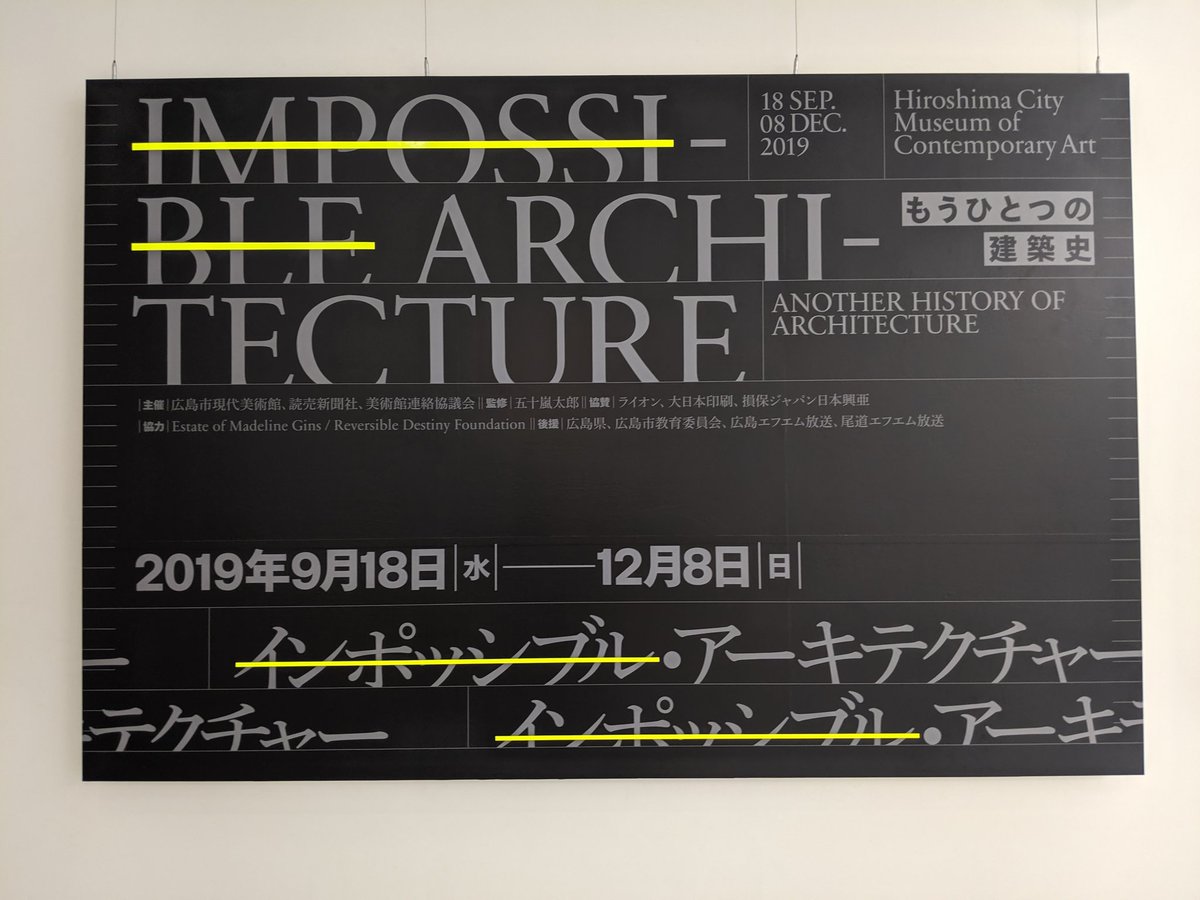 IMPOSSI-
BLE ARCHI-
TECTURE
18 SEP.
08 DEC.
2019
Hiroshima City
Museum of
Contemporary Art
もうひとつの
建築史
ANOTHER HISTORY OF
ARCHITECTURE
|主催|広島市現代美術館、読売新聞社、美術館連絡協議会||監修|五十嵐太郎||協賛|ライオン、大日本印刷、損保ジャパン日本興亜
|協力|Estate of Madeline Gins / Reversible Destiny Foundation||後援|広島県、広島市教育委員会、広島エフエム放送、尾道エフエム放送
2019年9月18日|水|——12月8日|日|
ー インポッシブル・アーキテクチャー
キテクチャー インポッシブル・アーキテ